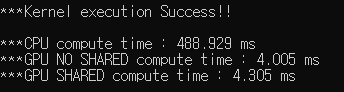 ***Kernel execution Success!!
***CPU compute time : 488.929 ms
***GPU NO SHARED compute time : 4.005 ms
***GPU SHARED compute time : 4.305 ms